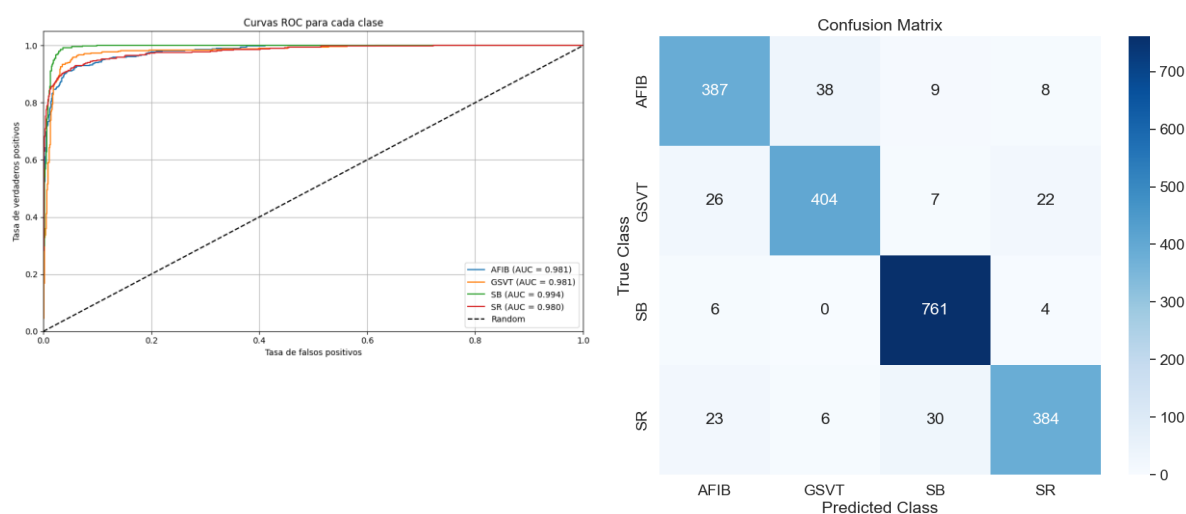 Curvas ROC para cada clase
Tasa de verdaderos positivos
1.0
0.8
0.6
0.4
0.2
0.0
0.0 0.2 0.4 0.6 0.8 1.0
Tasa de falsos positivos
AFIB (AUC = 0.981)
GSVT (AUC = 0.981)
SB (AUC = 0.994)
SR (AUC = 0.980)
Random
Confusion Matrix
True Class
AFIB 387 38 9 8
GSVT 26 404 7 22
SB 6 0 761 4
SR 23 6 30 384
AFIB GSVT SB SR
Predicted Class
700
600
500
400
300
200
100
0